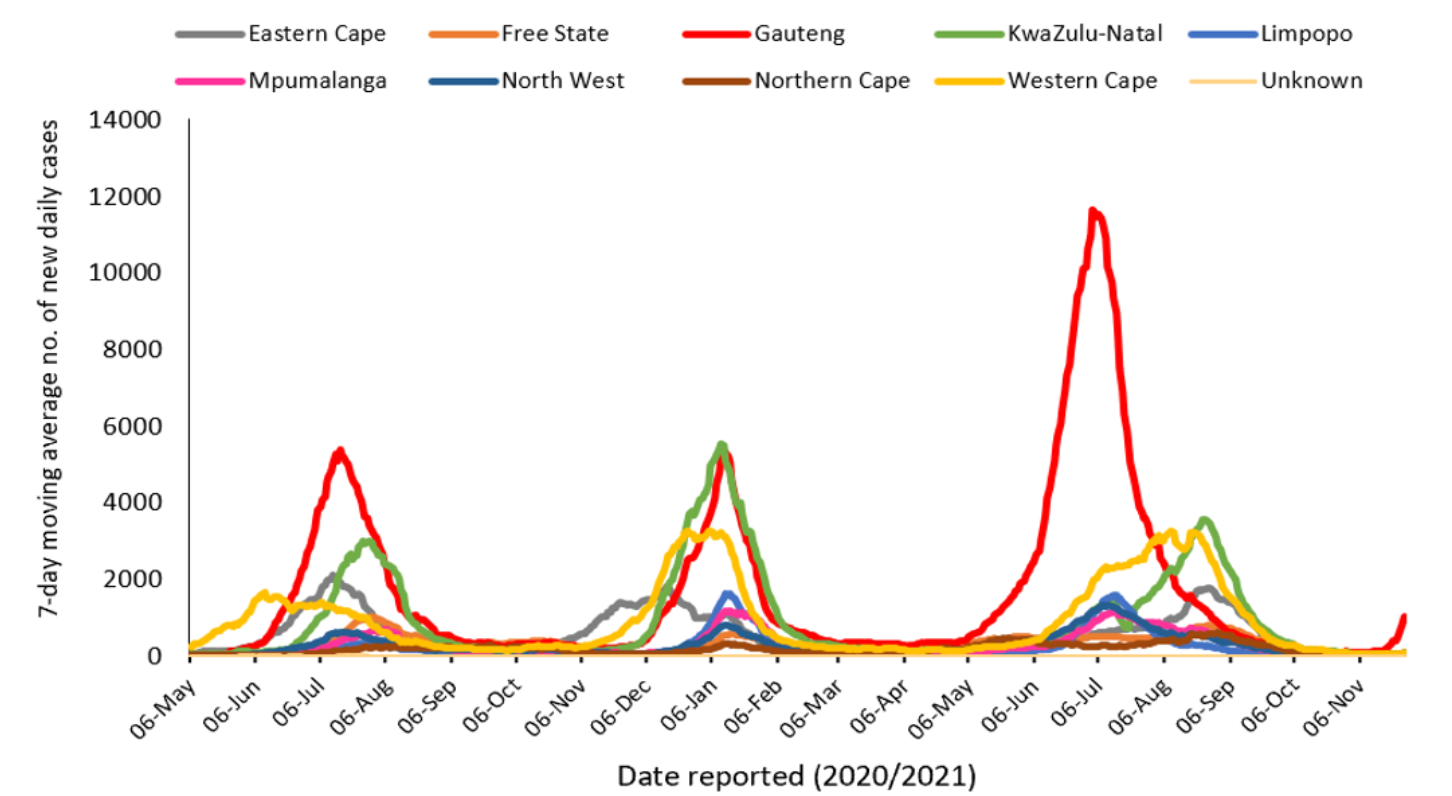 Eastern Cape Free State Gauteng KwaZulu-Natal Limpopo
Mpumalanga North West Northern Cape Western Cape Unknown
7-day moving average no. of new daily cases
14000
12000
10000
8000
6000
4000
2000
0
06-May 06-Jun 06-Jul 06-Aug 06-Sep 06-Oct 06-Nov 06-Dec 06-Jan 06-Feb 06-Mar 06-Apr 06-May 06-Jun 06-Jul 06-Aug 06-Sep 06-Oct 06-Nov
Date reported (2020/2021)